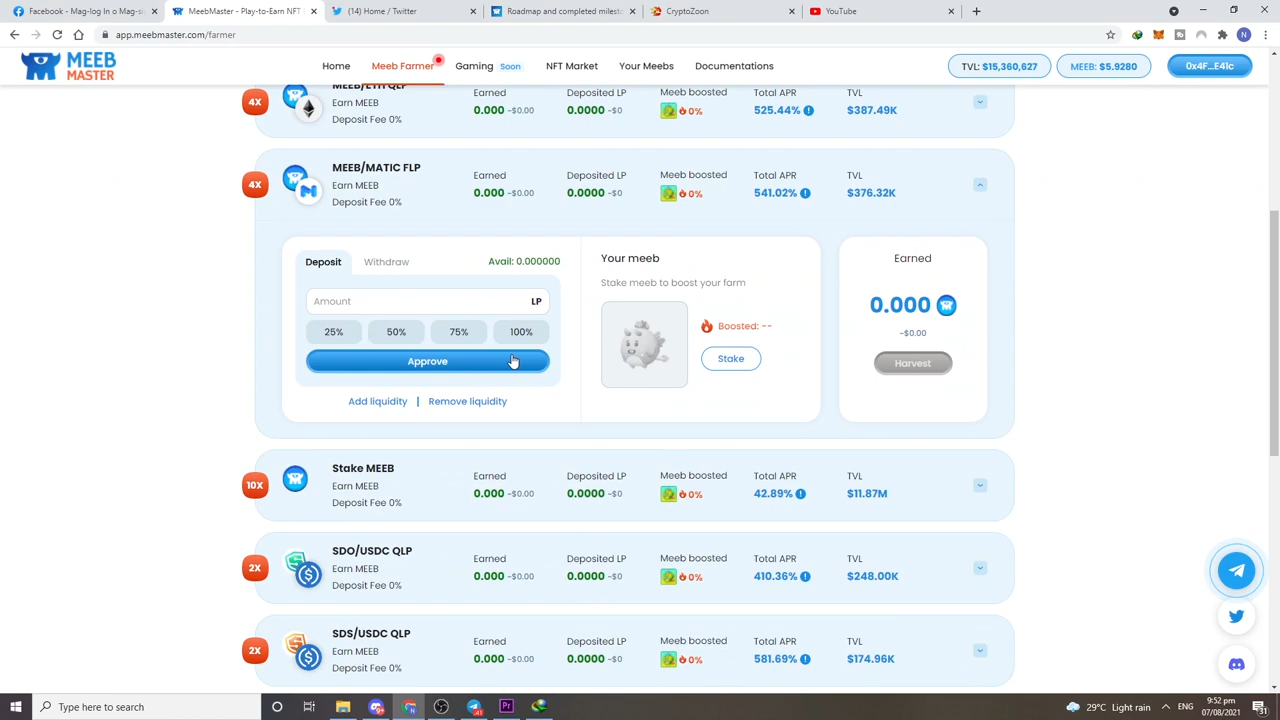 Facebook - Mag-log In o Mag-s
MeebMaster - Play-to-Earn NFT
(14) Home / Twitter
Roadmap and completed milesto
CryptoZoon
YouTube
app.meebmaster.com/farmer
N
MEEB MASTER
Home
Meeb Farmer
Gaming Soon
NFT Market
Your Meebs
Documentations
TVL: $15,360,627
MEEB: $5.9280
0x4F...E41c
4X
MEEB/ETH QLP
Earn MEEB
Deposit Fee 0%
Earned
0.000 ~$0.00
Deposited LP
0.0000 ~$0
Meeb boosted
0%
Total APR
525.44%
TVL
$387.49K
4X
MEEB/MATIC FLP
Earn MEEB
Deposit Fee 0%
Earned
0.000 ~$0.00
Deposited LP
0.0000 ~$0
Meeb boosted
0%
Total APR
541.02%
TVL
$376.32K
Deposit
Withdraw
Avail: 0.000000
Amount
LP
25%
50%
75%
100%
Approve
Add liquidity | Remove liquidity
Your meeb
Stake meeb to boost your farm
Boosted: --
Stake
Earned
0.000
~$0.00
Harvest
10X
Stake MEEB
Earn MEEB
Deposit Fee 0%
Earned
0.000 ~$0.00
Deposited LP
0.0000 ~$0
Meeb boosted
0%
Total APR
42.89%
TVL
$11.87M
2X
SDO/USDC QLP
Earn MEEB
Deposit Fee 0%
Earned
0.000 ~$0.00
Deposited LP
0.0000 ~$0
Meeb boosted
0%
Total APR
410.36%
TVL
$248.00K
2X
SDS/USDC QLP
Earn MEEB
Deposit Fee 0%
Earned
0.000 ~$0.00
Deposited LP
0.0000 ~$0
Meeb boosted
0%
Total APR
581.69%
TVL
$174.96K
Type here to search
29°C Light rain
ENG
9:52 pm
07/08/2021